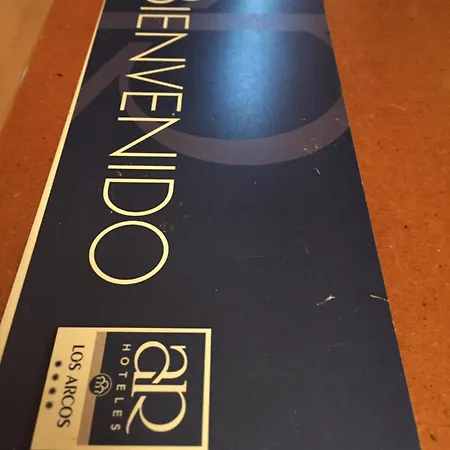 BIENVENIDO
aR
HOTELES
LOS ARCOS
★★★★